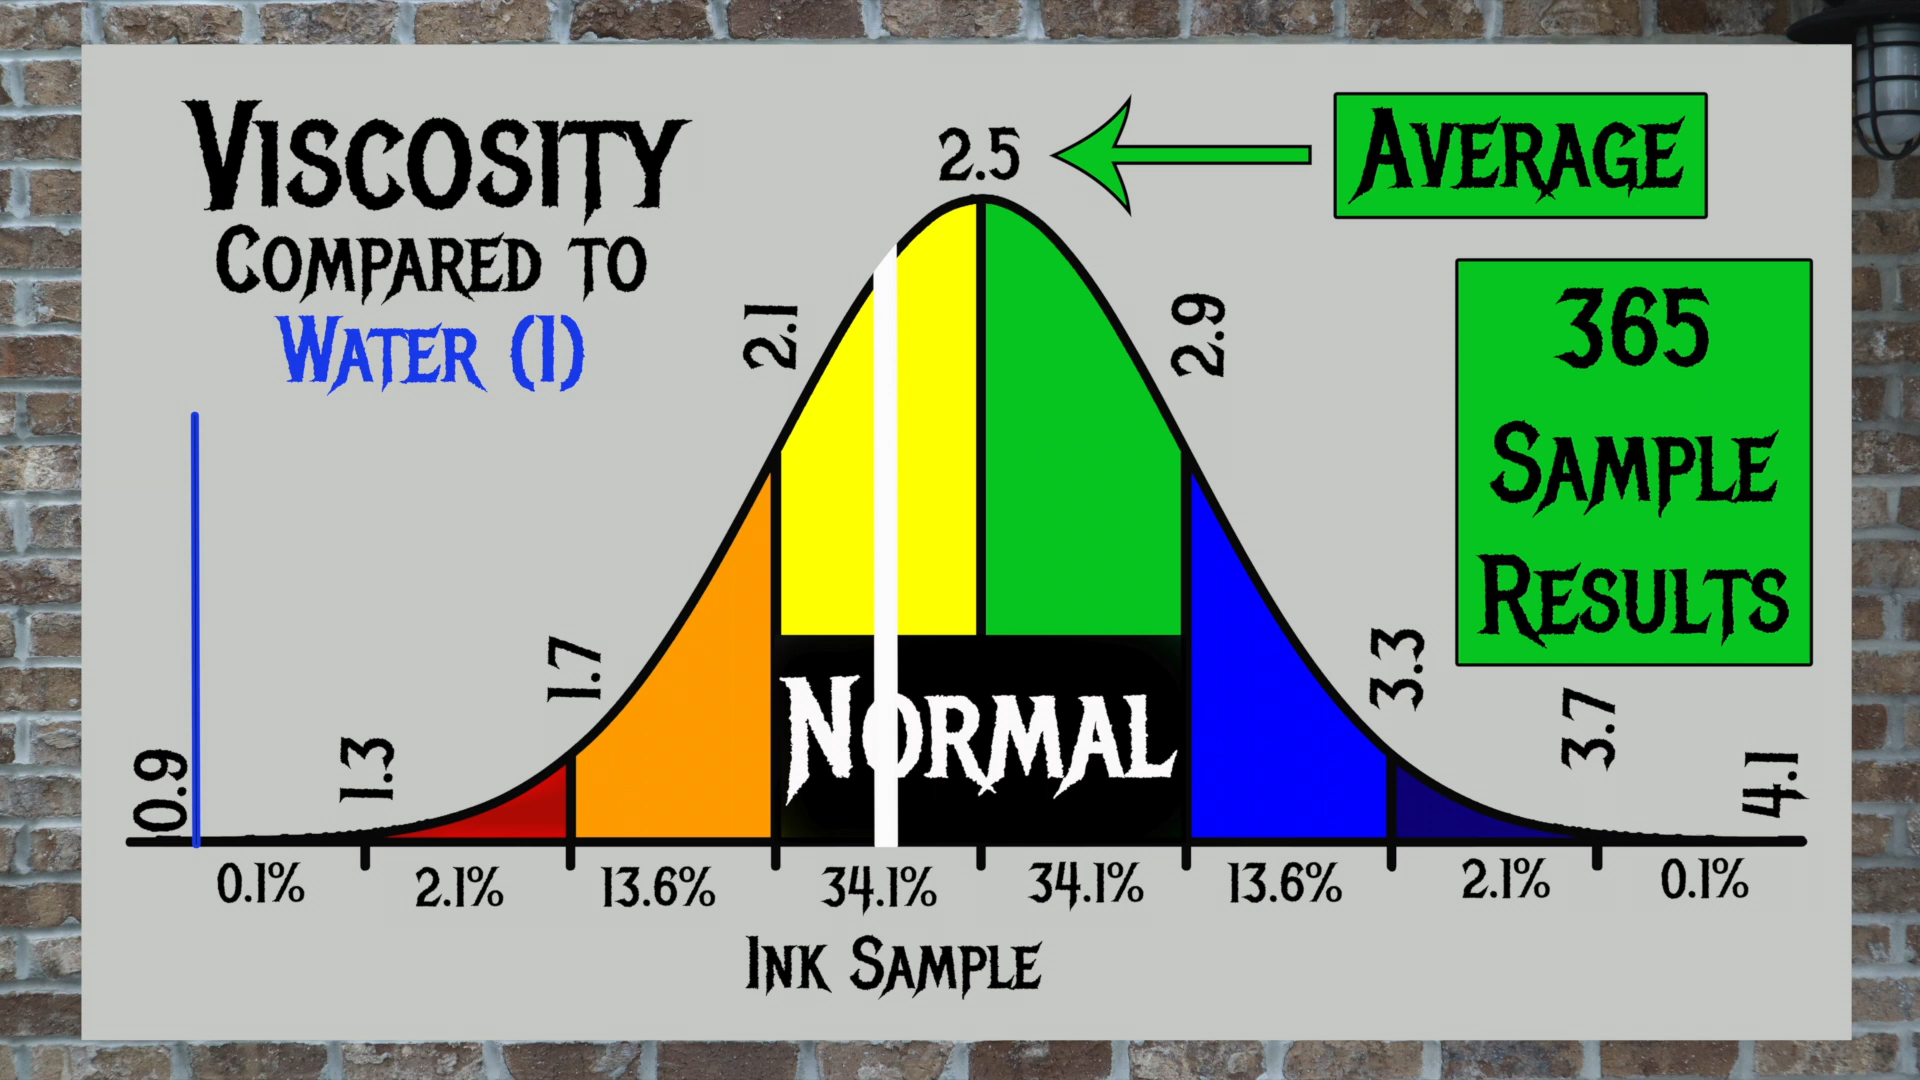 Viscosity
Compared to
Water (1)
2.5
Average
365
Sample
Results
2.1
2.9
1.7
3.3
1.3
3.7
0.9
4.1
Normal
0.1% 2.1% 13.6% 34.1% 34.1% 13.6% 2.1% 0.1%
Ink Sample